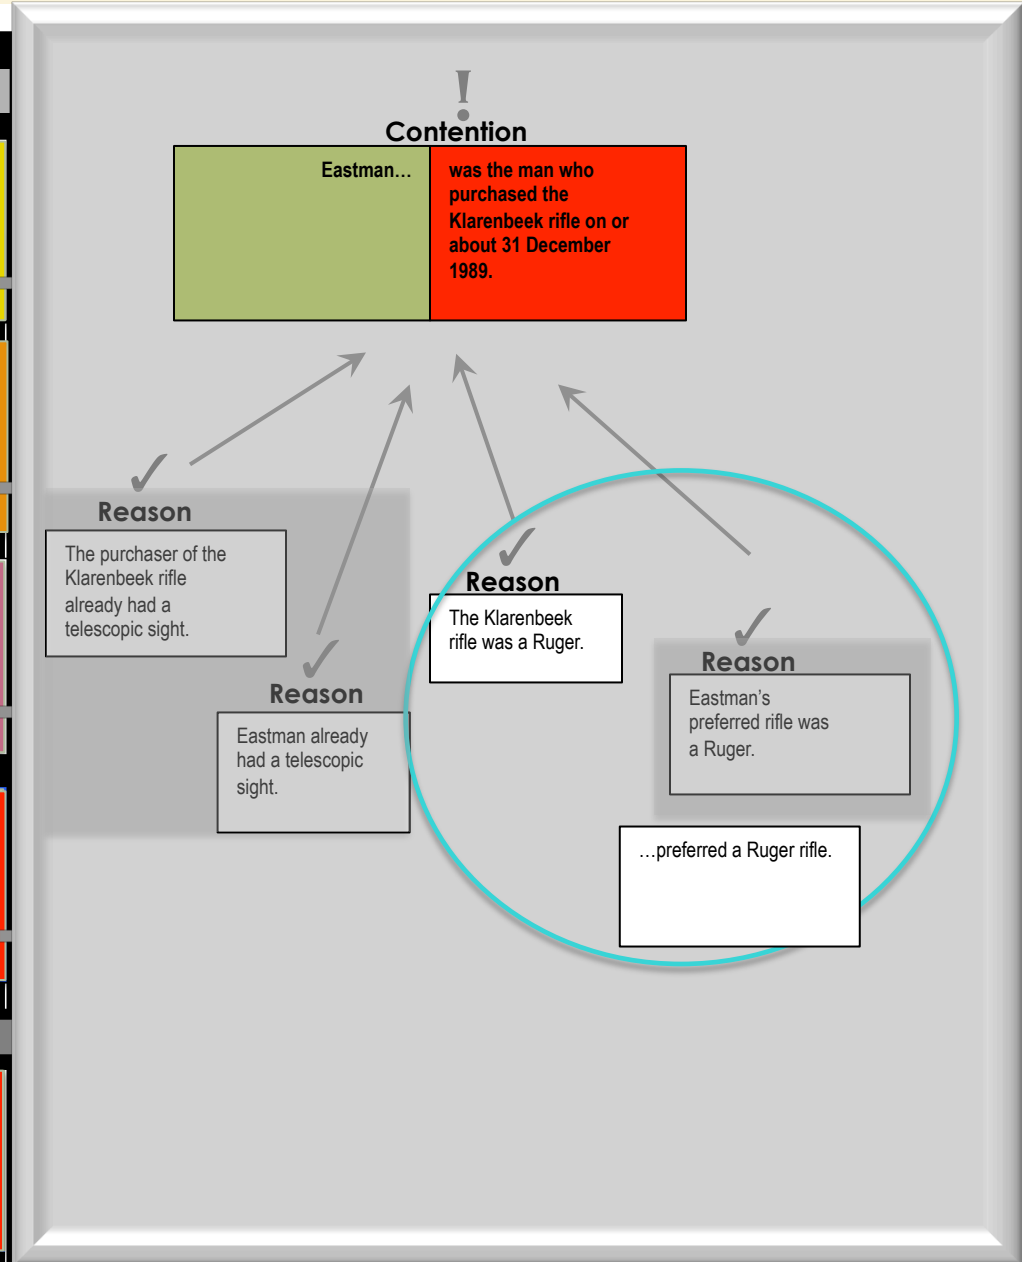 !
Contention
Eastman…
was the man who
purchased the
Klarenbeek rifle on or
about 31 December
1989.
Reason
The purchaser of the
Klarenbeek rifle
already had a
telescopic sight.
Reason
Eastman already
had a telescopic
sight.
Reason
The Klarenbeek
rifle was a Ruger.
Reason
Eastman’s
preferred rifle was
a Ruger.
…preferred a Ruger rifle.